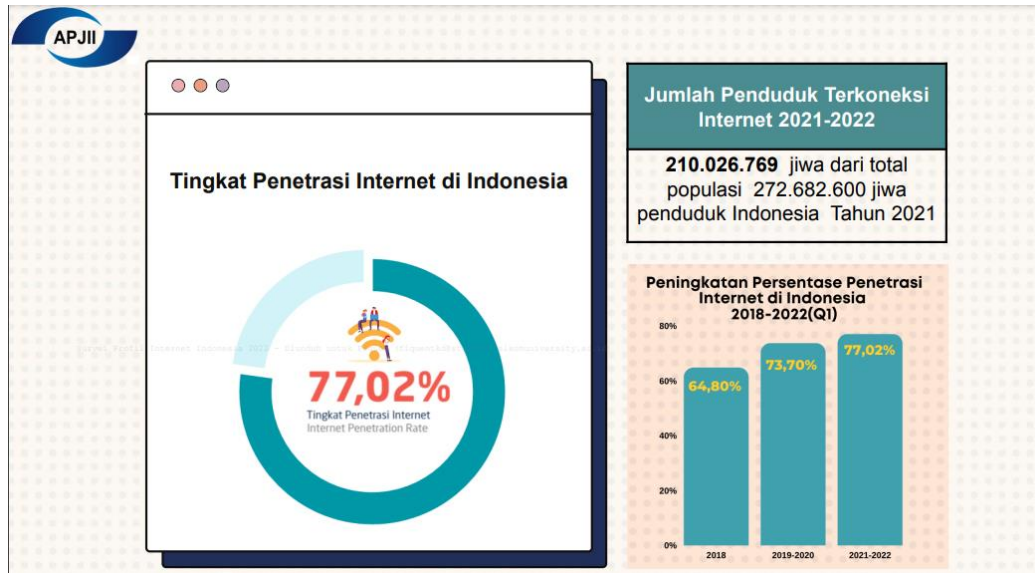 APJII
Tingkat Penetrasi Internet di Indonesia
77,02%
Tingkat Penetrasi Internet
Internet Penetration Rate
Jumlah Penduduk Terkoneksi
Internet 2021-2022
210.026.769 jiwa dari total
populasi 272.682.600 jiwa
penduduk Indonesia Tahun 2021
Peningkatan Persentase Penetrasi
Internet di Indonesia
2018-2022(Q1)
80%
60%
40%
20%
0%
64,80%
73,70%
77,02%
2018
2019-2020
2021-2022